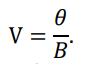 V = θ/B.